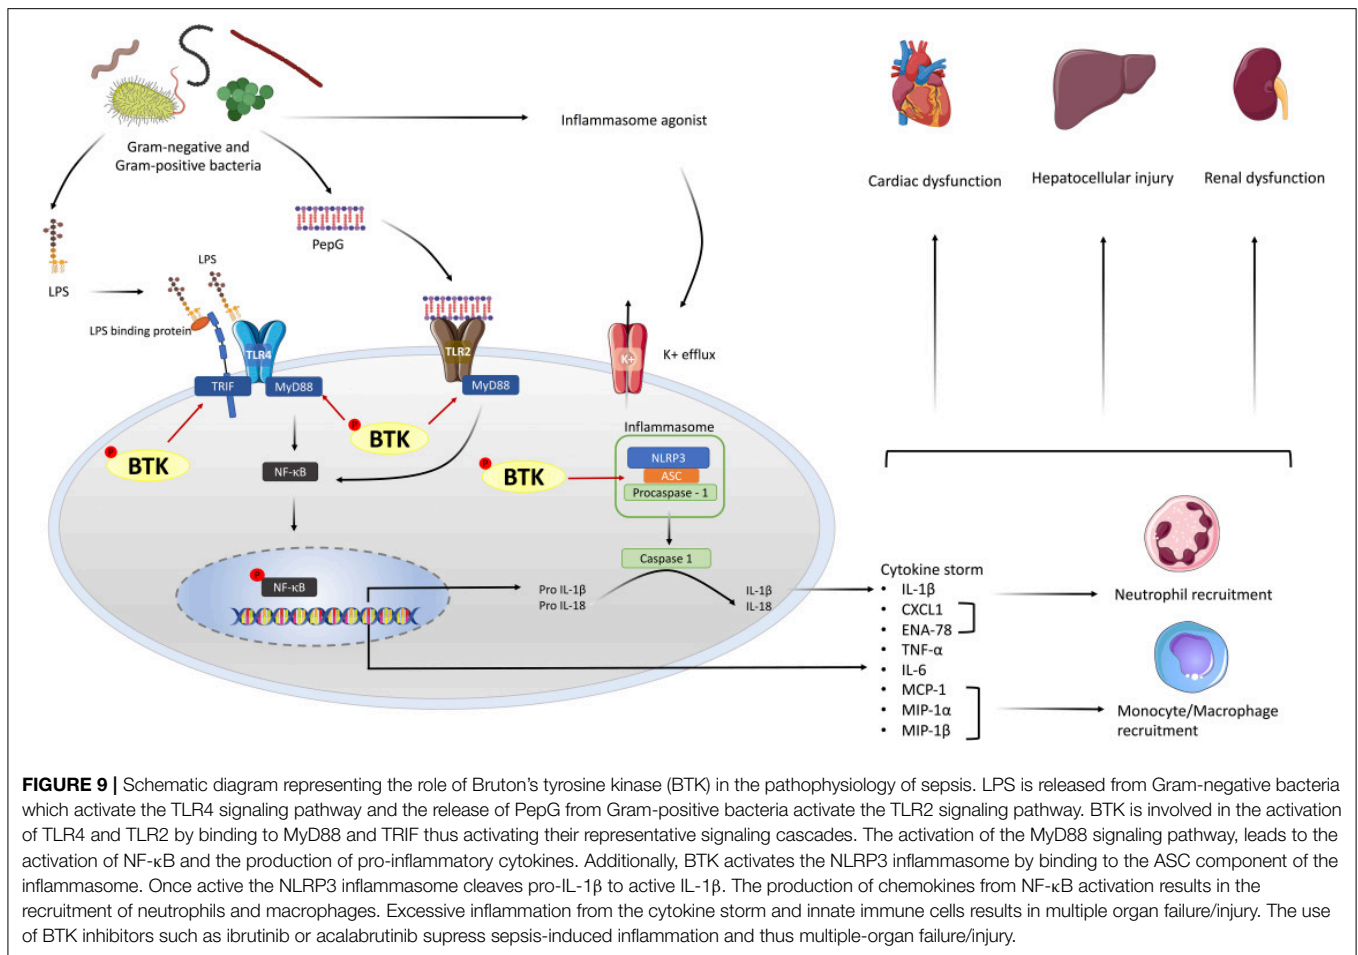 Gram-negative and
Gram-positive bacteria
Inflammasome agonist
Cardiac dysfunction
Hepatocellular injury
Renal dysfunction
PepG
LPS
LPS
LPS binding protein
TLR4
TRIF
MyD88
TLR2
MyD88
K+
K+ efflux
P
BTK
P
BTK
NF-κB
P
BTK
Inflammasome
NLRP3
ASC
Procaspase - 1
Caspase 1
P
NF-κB
Pro IL-1β
Pro IL-18
IL-1β
IL-18
Cytokine storm
• IL-1β
• CXCL1
• ENA-78
• TNF-α
• IL-6
• MCP-1
• MIP-1α
• MIP-1β
Neutrophil recruitment
Monocyte/Macrophage
recruitment
FIGURE 9 | Schematic diagram representing the role of Bruton’s tyrosine kinase (BTK) in the pathophysiology of sepsis. LPS is released from Gram-negative bacteria
which activate the TLR4 signaling pathway and the release of PepG from Gram-positive bacteria activate the TLR2 signaling pathway. BTK is involved in the activation
of TLR4 and TLR2 by binding to MyD88 and TRIF thus activating their representative signaling cascades. The activation of the MyD88 signaling pathway, leads to the
activation of NF-κB and the production of pro-inflammatory cytokines. Additionally, BTK activates the NLRP3 inflammasome by binding to the ASC component of the
inflammasome. Once active the NLRP3 inflammasome cleaves pro-IL-1β to active IL-1β. The production of chemokines from NF-κB activation results in the
recruitment of neutrophils and macrophages. Excessive inflammation from the cytokine storm and innate immune cells results in multiple organ failure/injury. The use
of BTK inhibitors such as ibrutinib or acalabrutinib supress sepsis-induced inflammation and thus multiple-organ failure/injury.